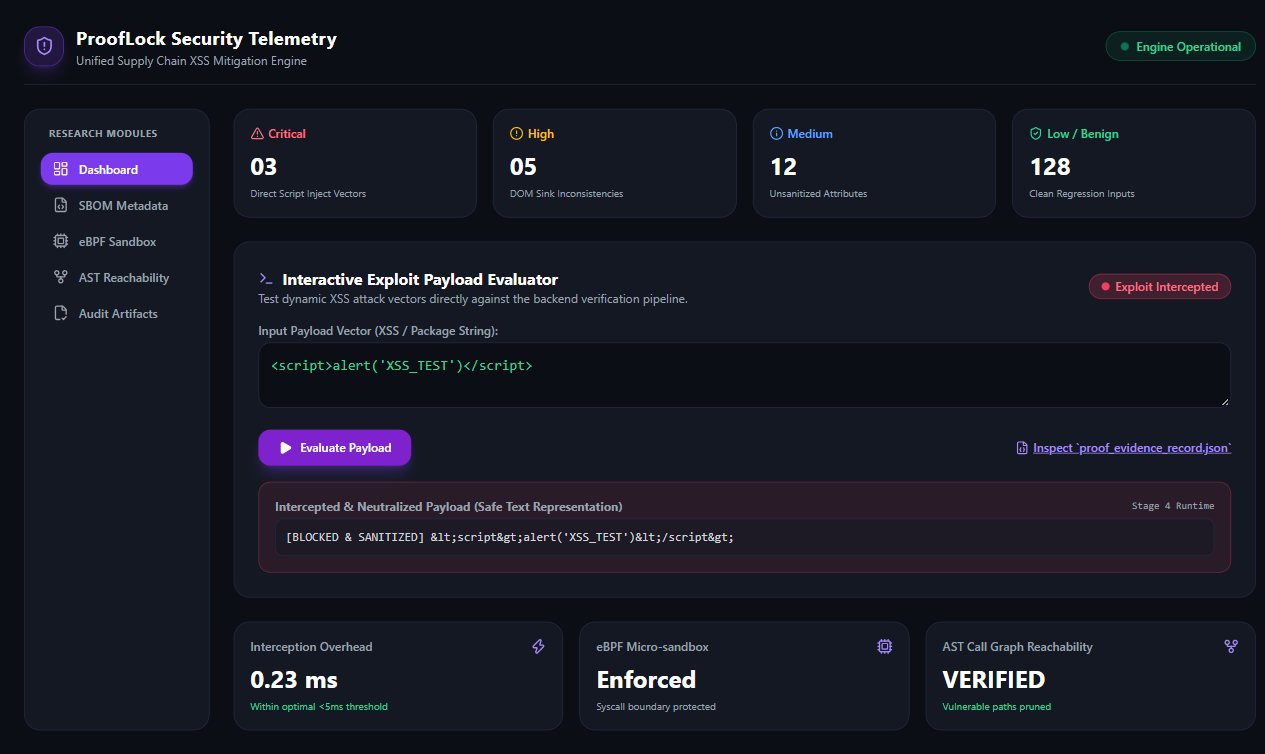 ProofLock Security Telemetry
Unified Supply Chain XSS Mitigation Engine
Engine Operational
RESEARCH MODULES
Dashboard
SBOM Metadata
eBPF Sandbox
AST Reachability
Audit Artifacts
Critical
03
Direct Script Inject Vectors
High
05
DOM Sink Inconsistencies
Medium
12
Unsanitized Attributes
Low / Benign
128
Clean Regression Inputs
Interactive Exploit Payload Evaluator
Test dynamic XSS attack vectors directly against the backend verification pipeline.
Exploit Intercepted
Input Payload Vector (XSS / Package String):
<script>alert('XSS_TEST')</script>
Evaluate Payload
Inspect `proof_evidence_record.json`
Intercepted & Neutralized Payload (Safe Text Representation)
Stage 4 Runtime
[BLOCKED & SANITIZED] &lt;script&gt;alert('XSS_TEST')&lt;/script&gt;
Interception Overhead
0.23 ms
Within optimal <5ms threshold
eBPF Micro-sandbox
Enforced
Syscall boundary protected
AST Call Graph Reachability
VERIFIED
Vulnerable paths pruned